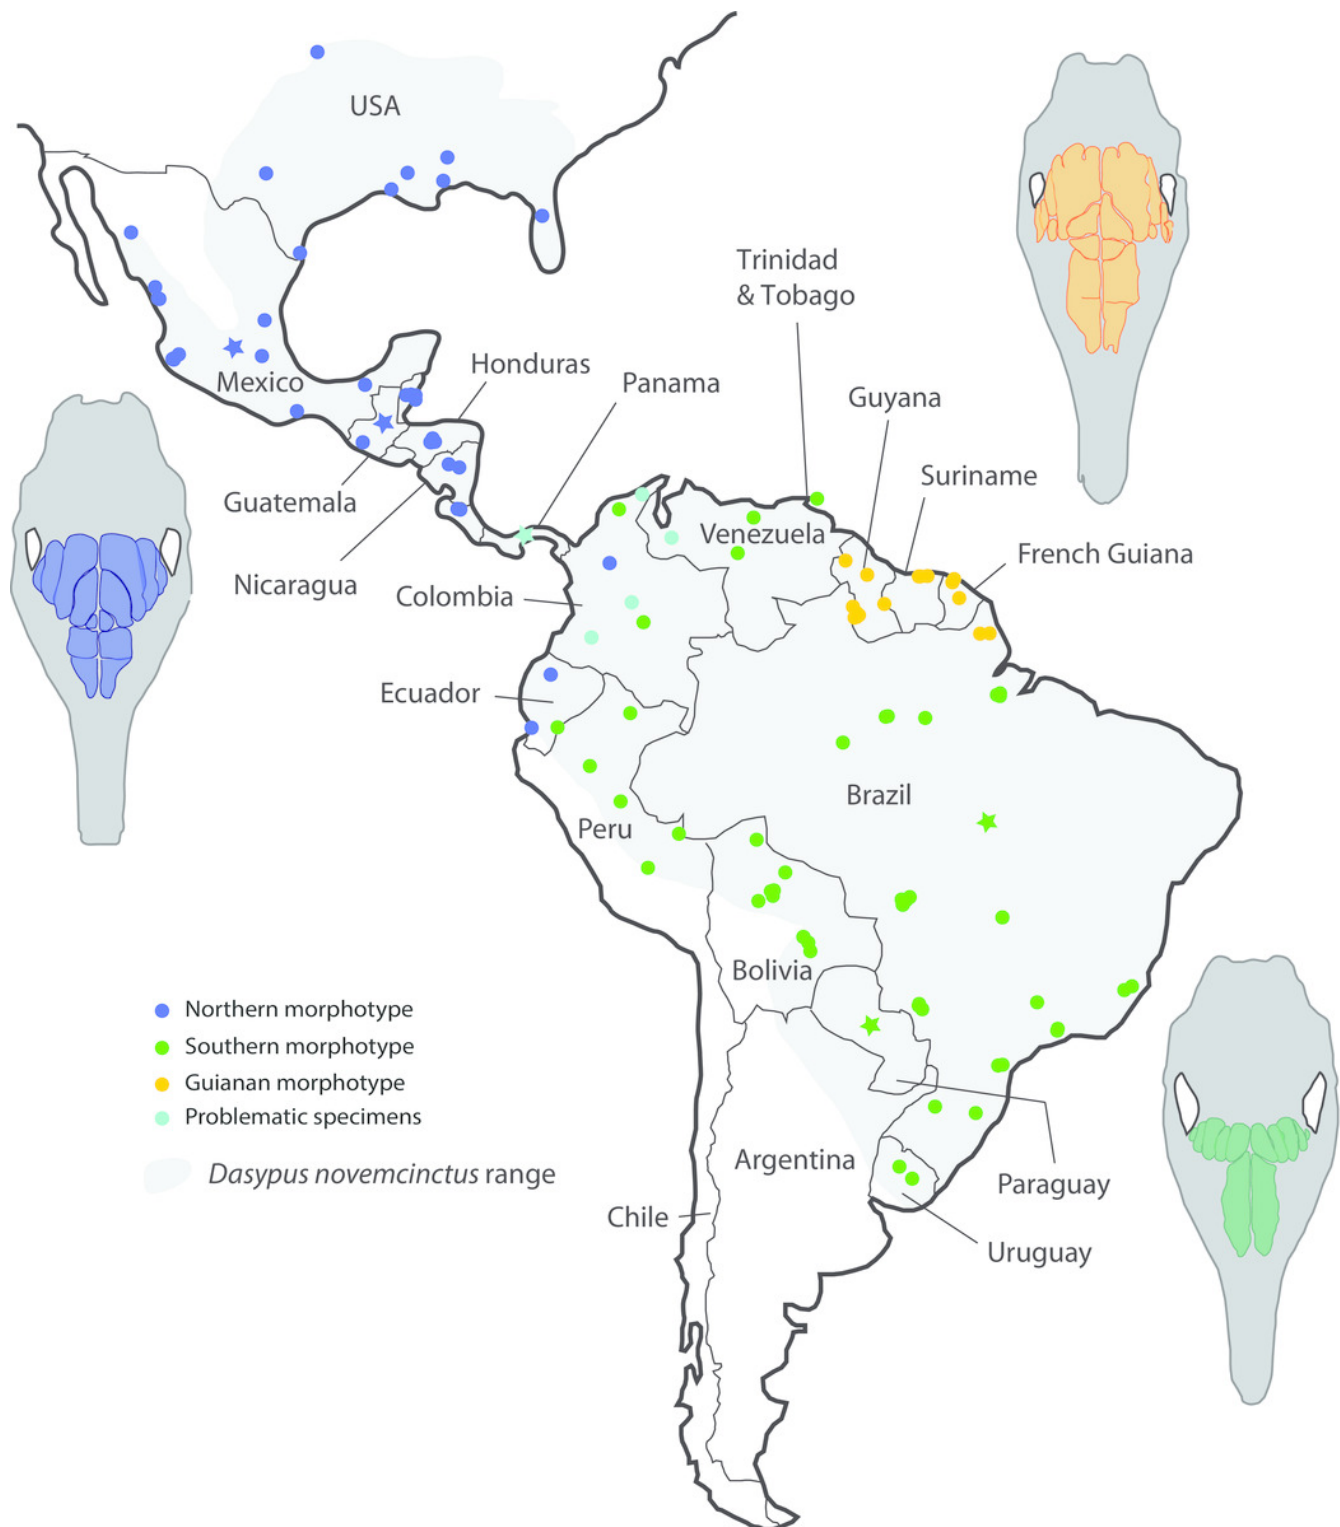 USA
Trinidad
& Tobago
Honduras
Panama
Mexico
Guyana
Suriname
Guatemala
Venezuela
French Guiana
Nicaragua
Colombia
Ecuador
Brazil
Peru
Bolivia
Northern morphotype
Southern morphotype
Guianan morphotype
Problematic specimens
Dasypus novemcinctus range
Argentina
Paraguay
Chile
Uruguay